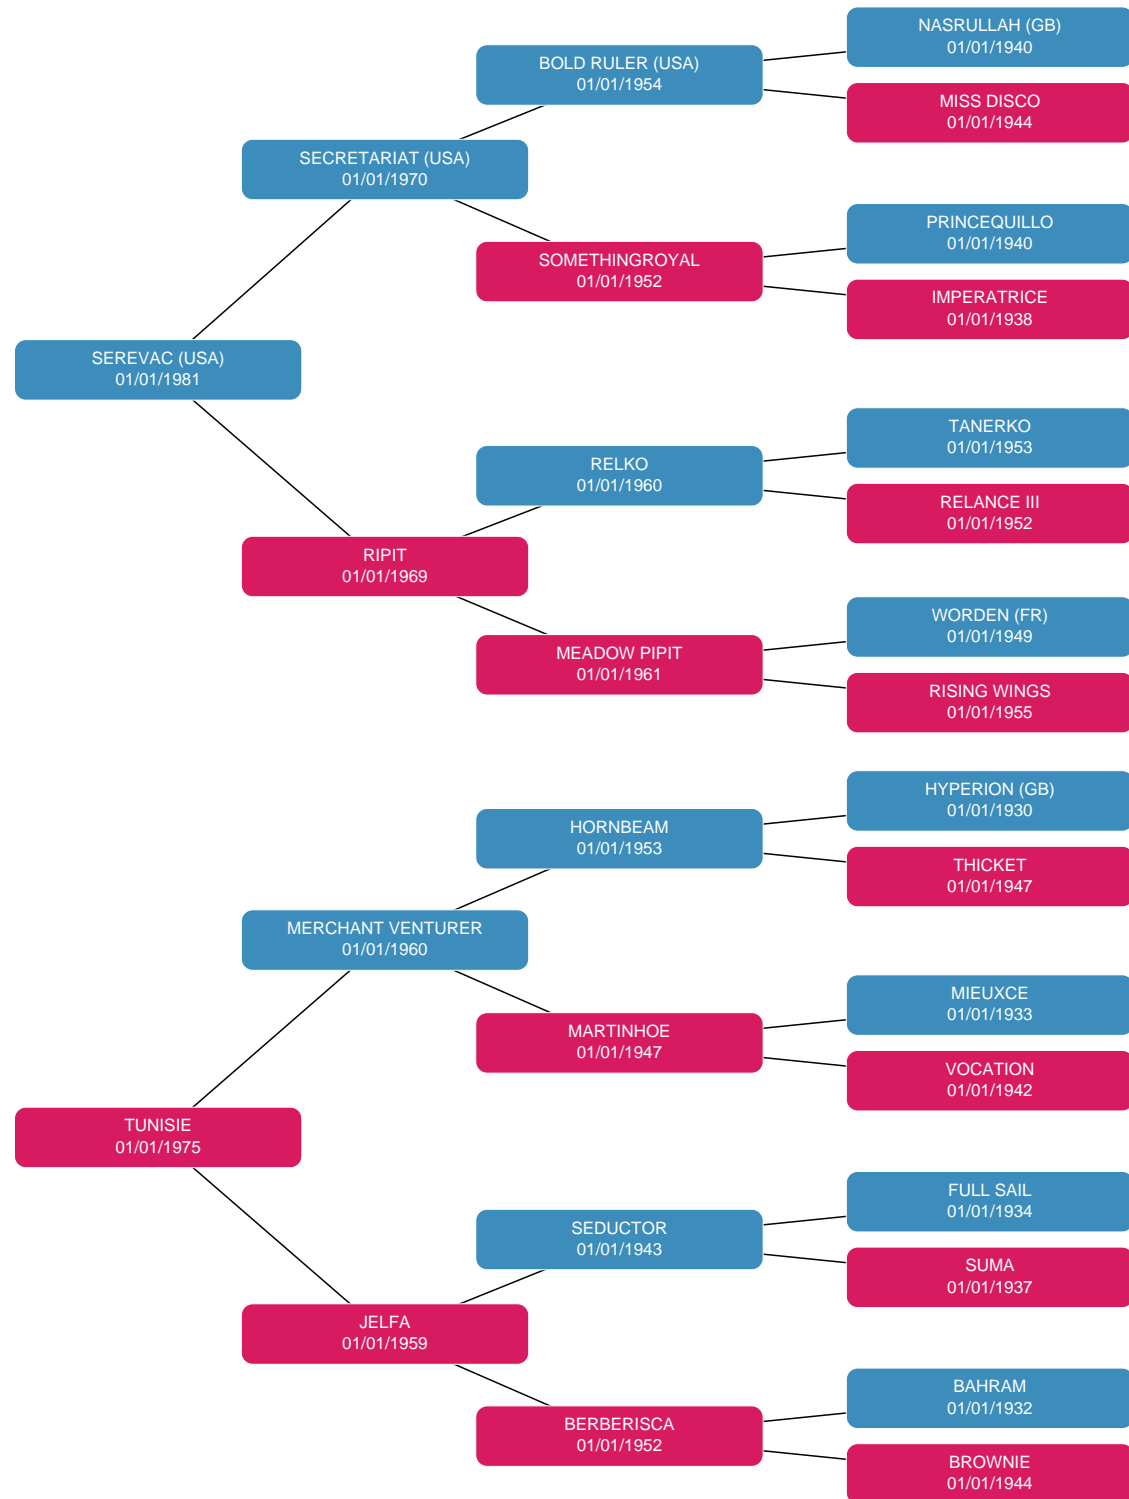 NASRULLAH (GB)
01/01/1940
BOLD RULER (USA)
01/01/1954
MISS DISCO
01/01/1944
SECRETARIAT (USA)
01/01/1970
PRINCEQUILLO
01/01/1940
SOMETHINGROYAL
01/01/1952
IMPERATRICE
01/01/1938
SEREVAC (USA)
01/01/1981
TANERKO
01/01/1953
RELKO
01/01/1960
RELANCE III
01/01/1952
RIPIT
01/01/1969
WORDEN (FR)
01/01/1949
MEADOW PIPIT
01/01/1961
RISING WINGS
01/01/1955
HYPERION (GB)
01/01/1930
HORNBEAM
01/01/1953
THICKET
01/01/1947
MERCHANT VENTURER
01/01/1960
MIEUXCE
01/01/1933
MARTINHOE
01/01/1947
VOCATION
01/01/1942
TUNISIE
01/01/1975
FULL SAIL
01/01/1934
SEDUCTOR
01/01/1943
SUMA
01/01/1937
JELFA
01/01/1959
BAHRAM
01/01/1932
BERBERISCA
01/01/1952
BROWNIE
01/01/1944